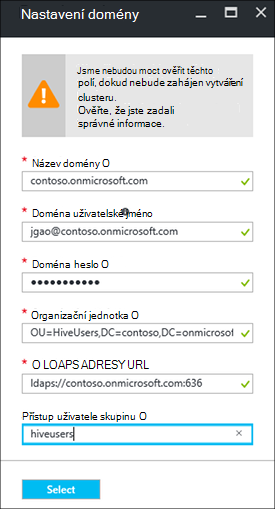 Nastavení domény
Jsme nebudou moct ověřit těchto
polí, dokud nebude zahájen vytváření
clusteru.
Ověřte, že jste zadali
správné informace.
* Název domény O
contoso.onmicrosoft.com
* Doména uživatelské jméno
jgao@contoso.onmicrosoft.com
* Doména heslo O
•••••••••••
* Organizační jednotka O
OU=HiveUsers,DC=contoso,DC=onmicrosof
* O LOAPS ADRESY URL
ldaps://contoso.onmicrosoft.com:636
Přístup uživatele skupinu O
hiveusers
Select